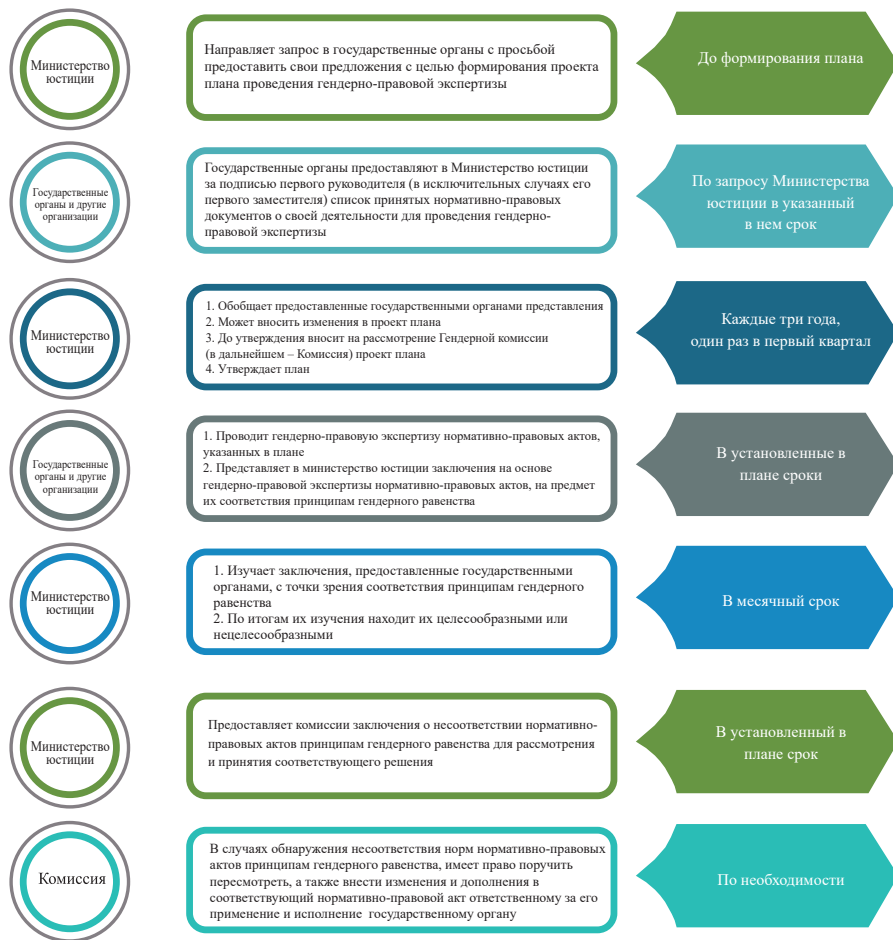 Министерство
юстиции
Направляет запрос в государственные органы с просьбой
предоставить свои предложения с целью формирования проекта
плана проведения гендерно-правовой экспертизы
До формирования плана
Государственные
органы и другие
организации
Государственные органы предоставляют в Министерство юстиции
за подписью первого руководителя (в исключительных случаях его
первого заместителя) список принятых нормативно-правовых
документов о своей деятельности для проведения гендерно-
правовой экспертизы
По запросу Министерства
юстиции в указанный
в нем срок
Министерство
юстиции
1. Обобщает предоставленные государственными органами представления
2. Может вносить изменения в проект плана
3. До утверждения вносит на рассмотрение Гендерной комиссии
(в дальнейшем – Комиссия) проект плана
4. Утверждает план
Каждые три года,
один раз в первый квартал
Государственные
органы и другие
организации
1. Проводит гендерно-правовую экспертизу нормативно-правовых актов,
указанных в плане
2. Представляет в министерство юстиции заключения на основе
гендерно-правовой экспертизы нормативно-правовых актов, на предмет
их соответствия принципам гендерного равенства
В установленные в
плане сроки
Министерство
юстиции
1. Изучает заключения, предоставленные государственными
органами, с точки зрения соответствия принципам гендерного
равенства
2. По итогам их изучения находит их целесообразными или
нецелесообразными
В месячный срок
Министерство
юстиции
Предоставляет комиссии заключения о несоответствии нормативно-
правовых актов принципам гендерного равенства для рассмотрения
и принятия соответствующего решения
В установленный в
плане срок
Комиссия
В случаях обнаружения несоответствия норм нормативно-правовых
актов принципам гендерного равенства, имеет право поручить
пересмотреть, а также внести изменения и дополнения в
соответствующий нормативно-правовой акт ответственному за его
применение и исполнение государственному органу
По необходимости